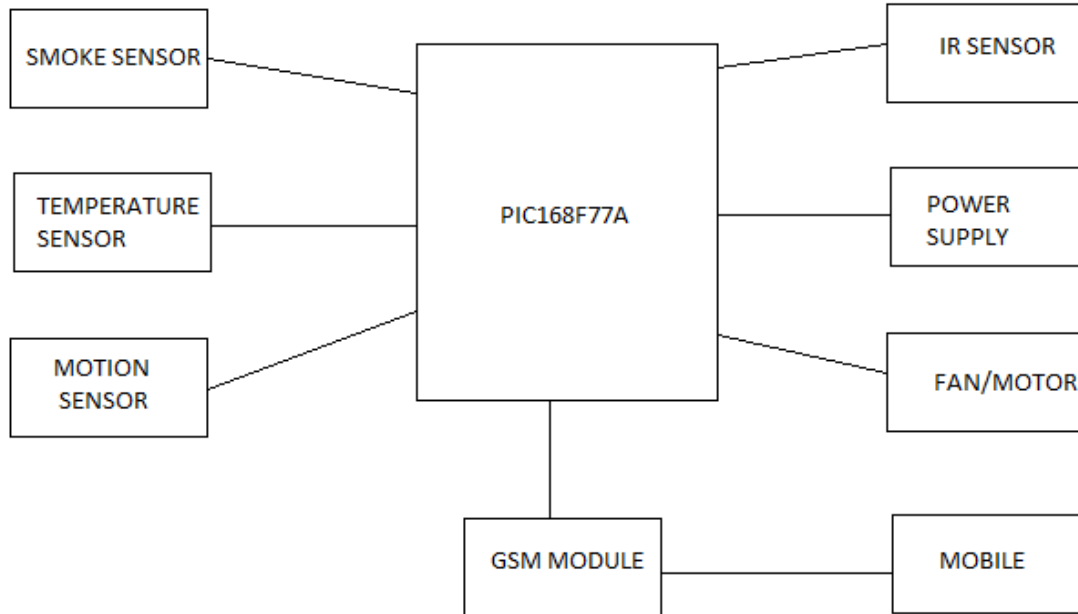 SMOKE SENSOR
IR SENSOR
TEMPERATURE
SENSOR
PIC168F77A
POWER
SUPPLY
MOTION
SENSOR
FAN/MOTOR
GSM MODULE
MOBILE